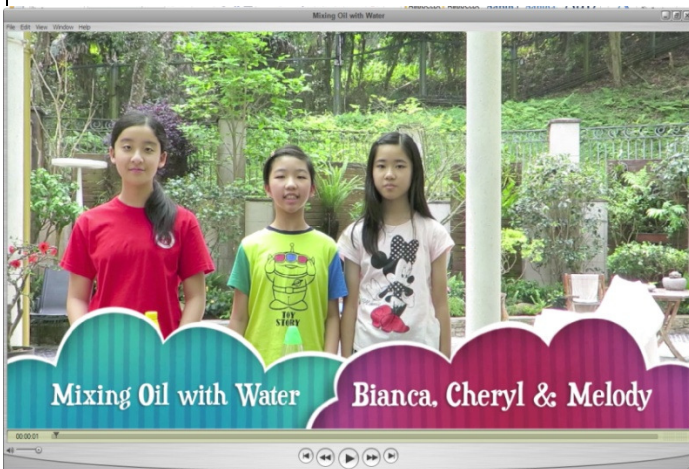 Mixing Oil with Water
File Edit View Window Help
TOY
STORY
Mixing Oil with Water
Bianca, Cheryl & Melody
00:00:01